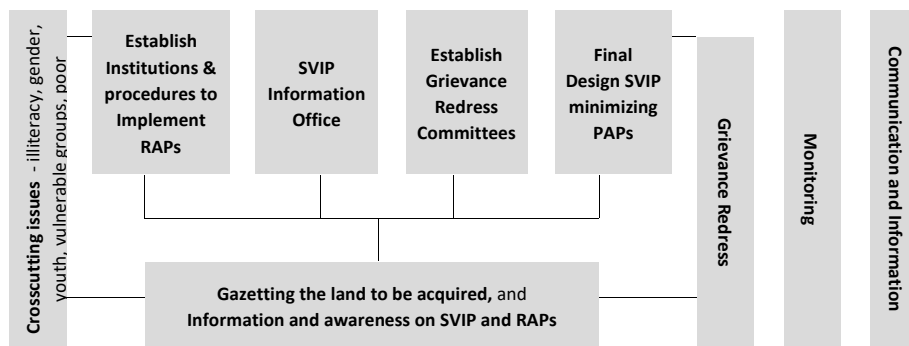 Crosscutting issues - illiteracy, gender,
youth, vulnerable groups, poor
Establish
Institutions &
procedures to
Implement
RAPs
SVIP
Information
Office
Establish
Grievance
Redress
Committees
Final
Design SVIP
minimizing
PAPs
Grievance
Redress
Monitoring
Communication and Information
Gazetting the land to be acquired, and
Information and awareness on SVIP and RAPs